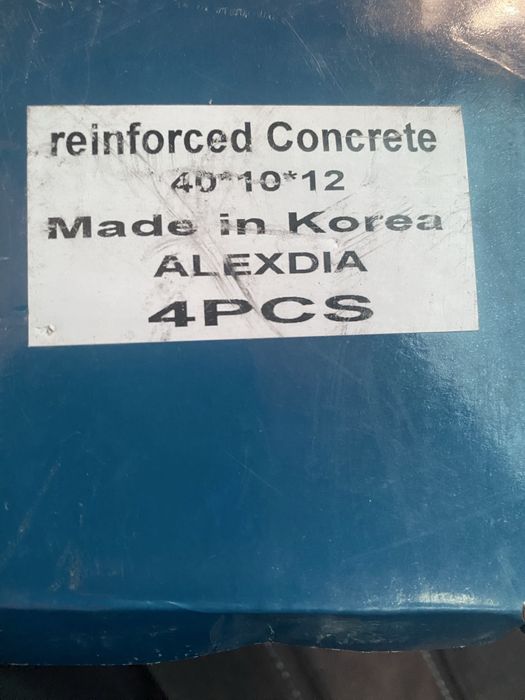 reinforced Concrete
40*10*12
Made in Korea
ALEXDIA
4PCS